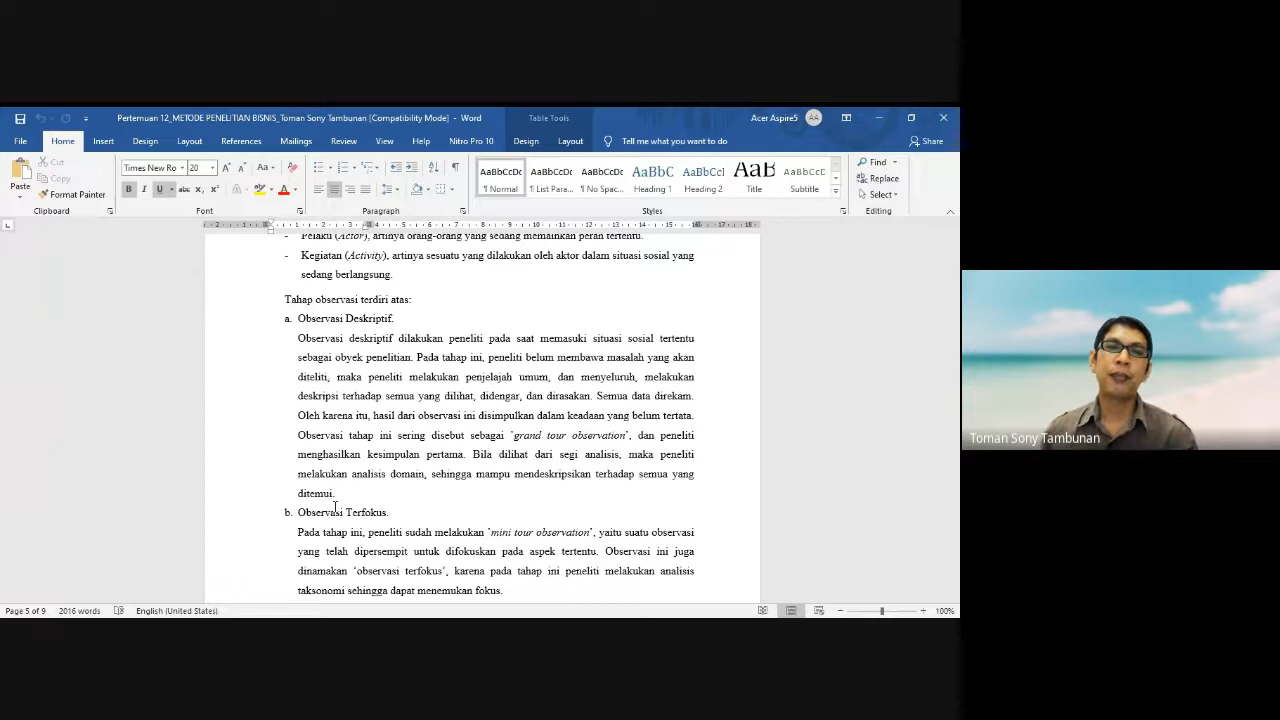 Pertemuan 12_METODE PENELITIAN BISNIS_Toman Sony Tambunan [Compatibility Mode] - Word
Table Tools
Acer Aspire5
AA
File Home Insert Design Layout References Mailings Review View Help Nitro Pro 10 Design Layout Tell me what you want to do Share
Paste
Cut
Copy
Format Painter
Clipboard
Times New Ro 20
Font
Paragraph
AaBbCcDc AaBbCcDc AaBbCcDc AaBbC AaBbCcI AaB AaBbCcD
¶ Normal ¶ List Para... ¶ No Spac... Heading 1 Heading 2 Title Subtitle
Styles
Find
Replace
Select
Editing
- Pelaku (Actor), artinya orang-orang yang sedang memainkan peran tertentu.
- Kegiatan (Activity), artinya sesuatu yang dilakukan oleh aktor dalam situasi sosial yang
sedang berlangsung.
Tahap observasi terdiri atas:
a. Observasi Deskriptif.
Observasi deskriptif dilakukan peneliti pada saat memasuki situasi sosial tertentu
sebagai obyek penelitian. Pada tahap ini, peneliti belum membawa masalah yang akan
diteliti, maka peneliti melakukan penjelajah umum, dan menyeluruh, melakukan
deskripsi terhadap semua yang dilihat, didengar, dan dirasakan. Semua data direkam.
Oleh karena itu, hasil dari observasi ini disimpulkan dalam keadaan yang belum tertata.
Observasi tahap ini sering disebut sebagai 'grand tour observation', dan peneliti
menghasilkan kesimpulan pertama. Bila dilihat dari segi analisis, maka peneliti
melakukan analisis domain, sehingga mampu mendeskripsikan terhadap semua yang
ditemui.
b. Observasi Terfokus.
Pada tahap ini, peneliti sudah melakukan 'mini tour observation', yaitu suatu observasi
yang telah dipersempit untuk difokuskan pada aspek tertentu. Observasi ini juga
dinamakan 'observasi terfokus', karena pada tahap ini peneliti melakukan analisis
taksonomi sehingga dapat menemukan fokus.
Page 5 of 9 2016 words English (United States) 100%
Toman Sony Tambunan